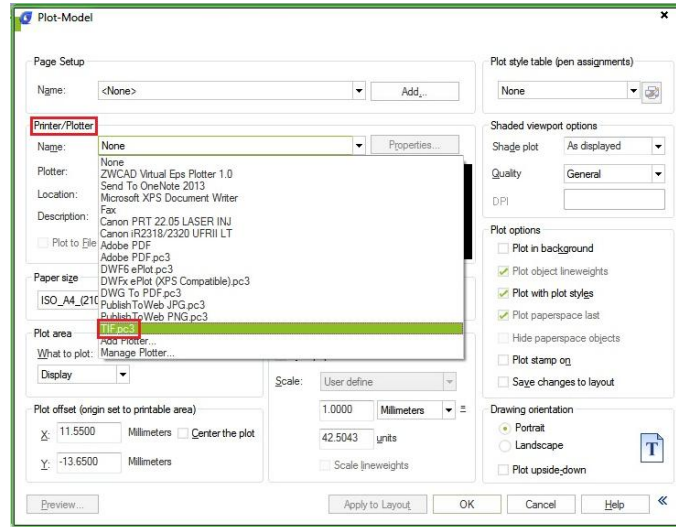 Plot-Model
Page Setup
Name: <None> Add...
Plot style table (pen assignments)
None
Printer/Plotter
Name: None Properties...
None
ZWCAD Virtual Eps Plotter 1.0
Send To OneNote 2013
Microsoft XPS Document Writer
Fax
Canon PRT 22.05 LASER INJ
Canon iR2318/2320 UFRII LT
Adobe PDF
Adobe PDF.pc3
DWF6 ePlot.pc3
DWFx ePlot (XPS Compatible).pc3
DWG To PDF.pc3
PublishToWeb JPG.pc3
PublishToWeb PNG.pc3
TIF.pc3
Add Plotter...
Manage Plotter...
Plotter:
Location:
Description:
Plot to File
Shaded viewport options
Shade plot As displayed
Quality General
DPI
Paper size
ISO_A4_(210
Plot options
Plot in background
Plot object lineweights
Plot with plot styles
Plot paperspace last
Hide paperspace objects
Plot stamp on
Save changes to layout
Plot area
What to plot:
Display
Scale: User define
1.0000 Millimeters =
42.5043 units
Scale lineweights
Plot offset (origin set to printable area)
X: 11.5500 Millimeters Center the plot
Y: -13.6500 Millimeters
Drawing orientation
Portrait
Landscape
Plot upside-down
T
Preview... Apply to Layout OK Cancel Help